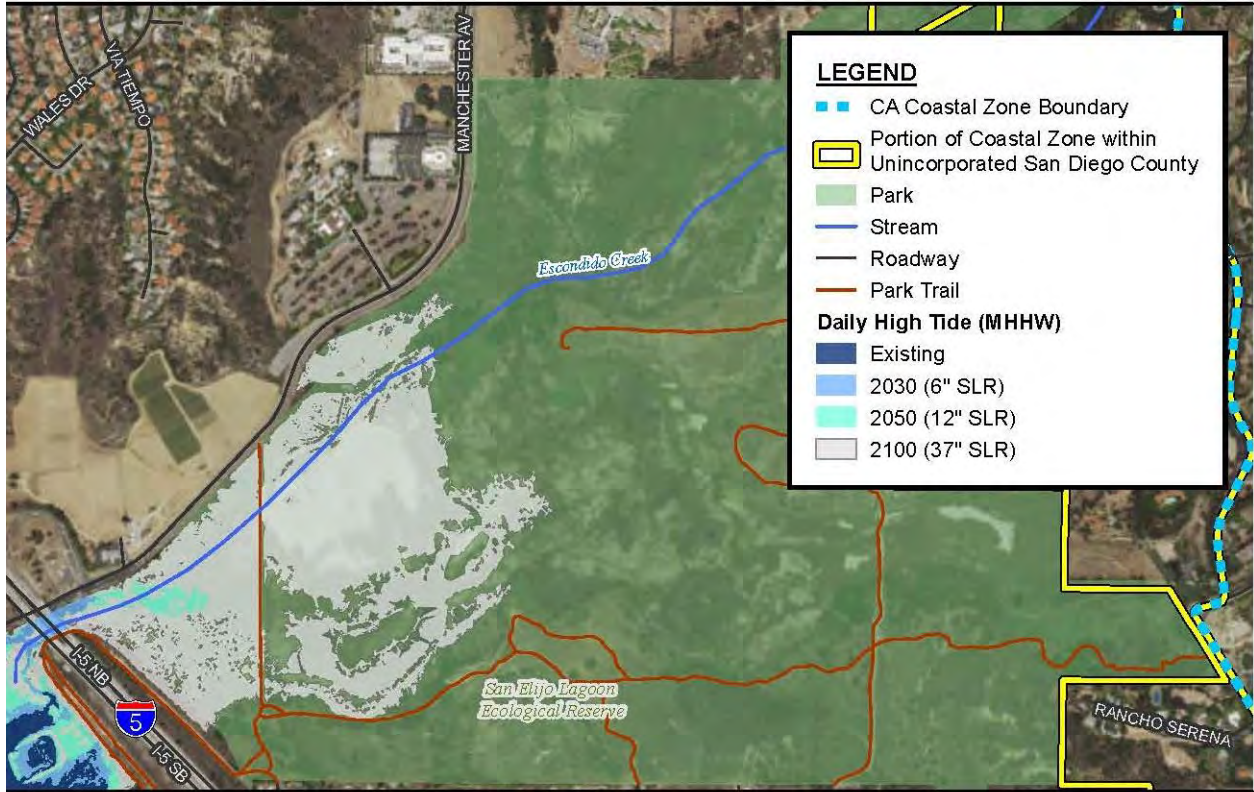 WALES DR
VIA TIEMPO
MANCHESTER AV
Escondido Creek
LEGEND
CA Coastal Zone Boundary
Portion of Coastal Zone within
Unincorporated San Diego County
Park
Stream
Roadway
Park Trail
Daily High Tide (MHHW)
Existing
2030 (6" SLR)
2050 (12" SLR)
2100 (37" SLR)
I-5 NB
5
I-5 SB
San Elijo Lagoon
Ecological Reserve
RANCHO SERENA